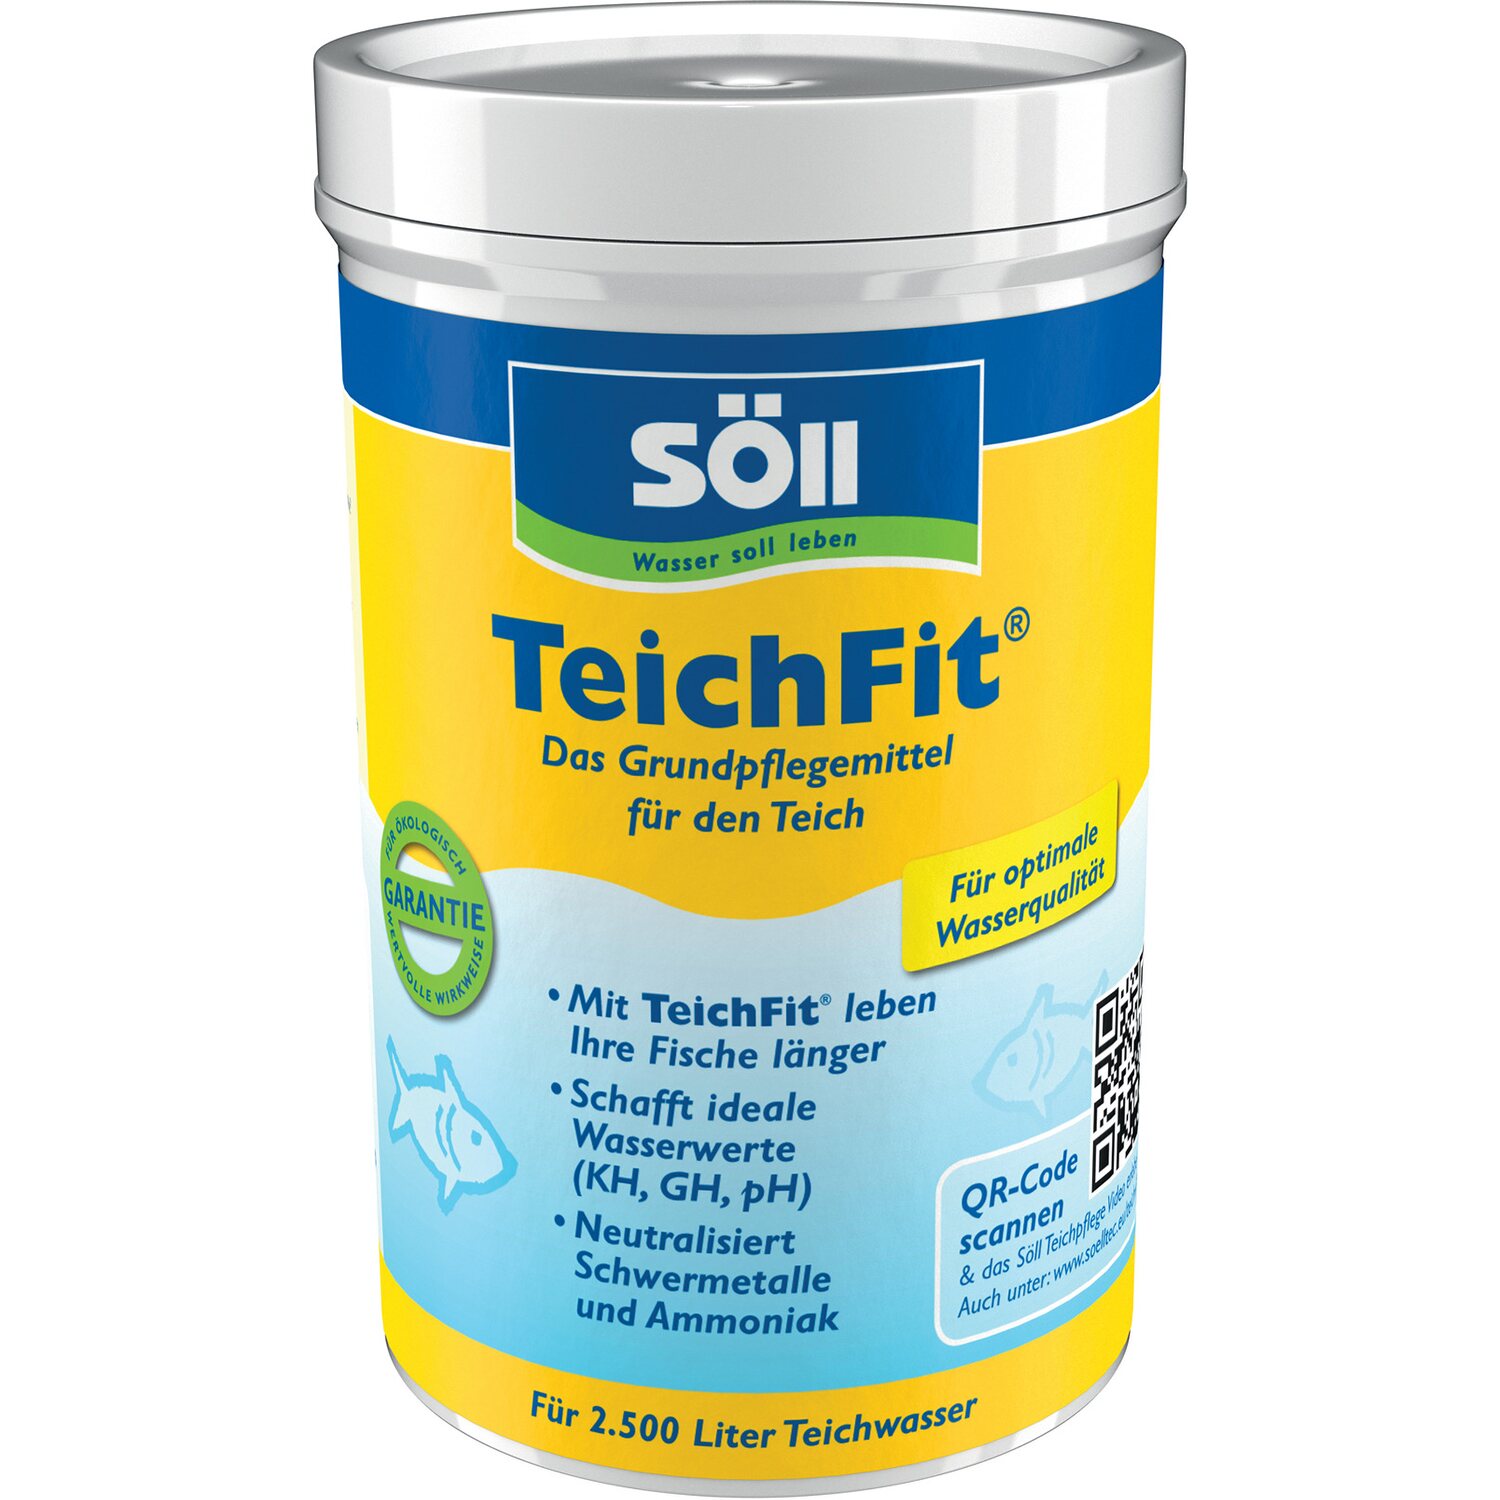 söll
Wasser soll leben
TeichFit®
Das Grundpflegemittel
für den Teich
Für optimale
Wasserqualität
FÜR ÖKOLOGISCH
GARANTIE
WERTVOLLE WIRKWEISE
• Mit TeichFit® leben
Ihre Fische länger
• Schafft ideale
Wasserwerte
(KH, GH, pH)
• Neutralisiert
Schwermetalle
und Ammoniak
QR-Code
scannen
& das Söll Teichpflege Video
Auch unter: www.soelltec.eu
Für 2.500 Liter Teichwasser